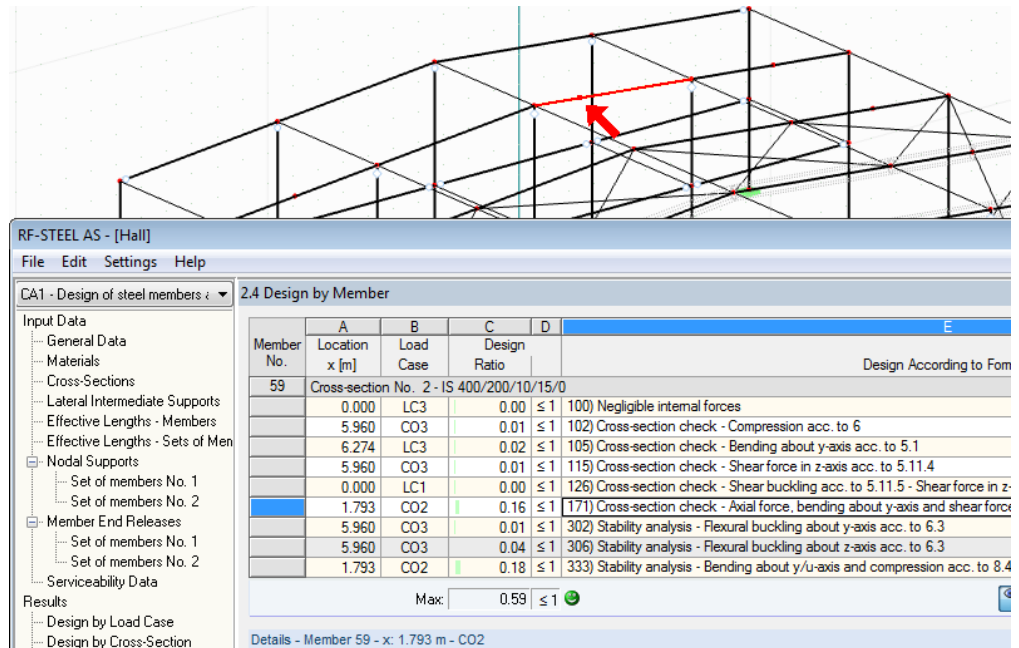 RF-STEEL AS - [Hall]
File Edit Settings Help
CA1 - Design of steel members
Input Data
General Data
Materials
Cross-Sections
Lateral Intermediate Supports
Effective Lengths - Members
Effective Lengths - Sets of Mem
Nodal Supports
Set of members No. 1
Set of members No. 2
Member End Releases
Set of members No. 1
Set of members No. 2
Serviceability Data
Results
Design by Load Case
Design by Cross-Section
2.4 Design by Member
A B C D E
Member Location Load Design
No. x [m] Case Ratio Design According to Form
59 Cross-section No. 2 - IS 400/200/10/15/0
0.000 LC3 0.00 ≤ 1 100) Negligible internal forces
5.960 CO3 0.01 ≤ 1 102) Cross-section check - Compression acc. to 6
6.274 LC3 0.02 ≤ 1 105) Cross-section check - Bending about y-axis acc. to 5.1
5.960 CO3 0.01 ≤ 1 115) Cross-section check - Shear force in z-axis acc. to 5.11.4
0.000 LC1 0.00 ≤ 1 126) Cross-section check - Shear buckling acc. to 5.11.5 - Shear force in z-
1.793 CO2 0.16 ≤ 1 171) Cross-section check - Axial force, bending about y-axis and shear force
5.960 CO3 0.01 ≤ 1 302) Stability analysis - Flexural buckling about y-axis acc. to 6.3
5.960 CO3 0.04 ≤ 1 306) Stability analysis - Flexural buckling about z-axis acc. to 6.3
1.793 CO2 0.18 ≤ 1 333) Stability analysis - Bending about y/u-axis and compression acc. to 8.4
Max: 0.59 ≤ 1
Details - Member 59 - x: 1.793 m - CO2